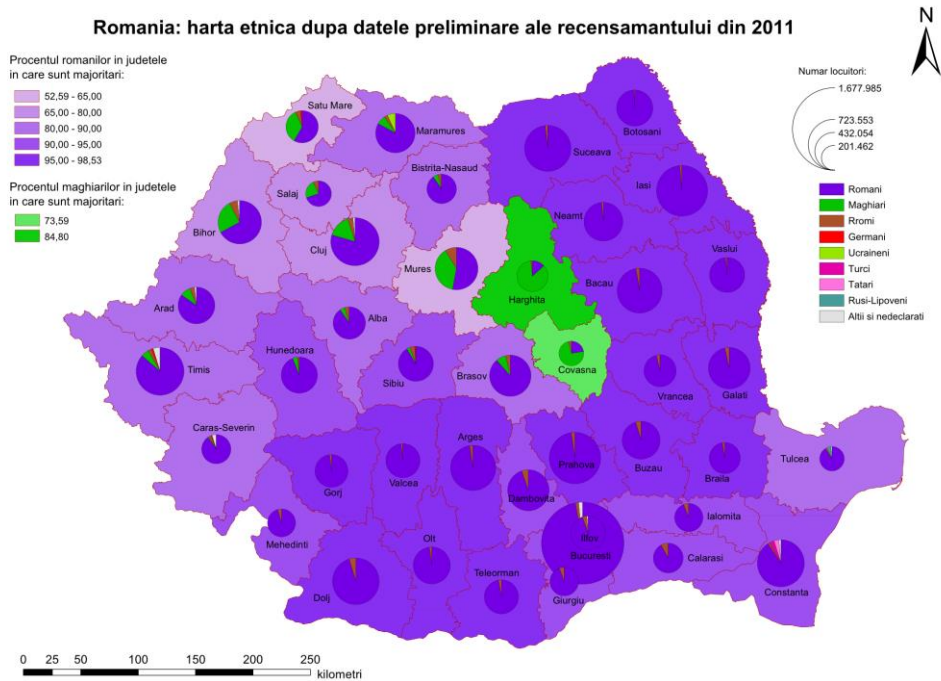 Romania: harta etnica dupa datele preliminare ale recensamantului din 2011
N
Procentul romanilor in judetele
in care sunt majoritari:
52,59 - 65,00
65,00 - 80,00
80,00 - 90,00
90,00 - 95,00
95,00 - 98,53
Procentul maghiarilor in judetele
in care sunt majoritari:
73,59
84,80
Numar locuitori:
1.677.985
723.553
432.054
201.462
Romani
Maghiari
Rromi
Germani
Ucraineni
Turci
Tatari
Rusi-Lipoveni
Altii si nedeclarati
Satu Mare
Maramures
Botosani
Suceava
Bistrita-Nasaud
Salaj
Iasi
Neamt
Bihor
Cluj
Mures
Vaslui
Harghita
Bacau
Arad
Alba
Hunedoara
Timis
Sibiu
Brasov
Covasna
Vrancea
Galati
Caras-Severin
Arges
Tulcea
Prahova
Buzau
Braila
Gorj
Valcea
Dambovita
Ialomita
Mehedinti
Olt
Ilfov
Bucuresti
Calarasi
Teleorman
Constanta
Dolj
Giurgiu
0 25 50 100 150 200 250
kilometri